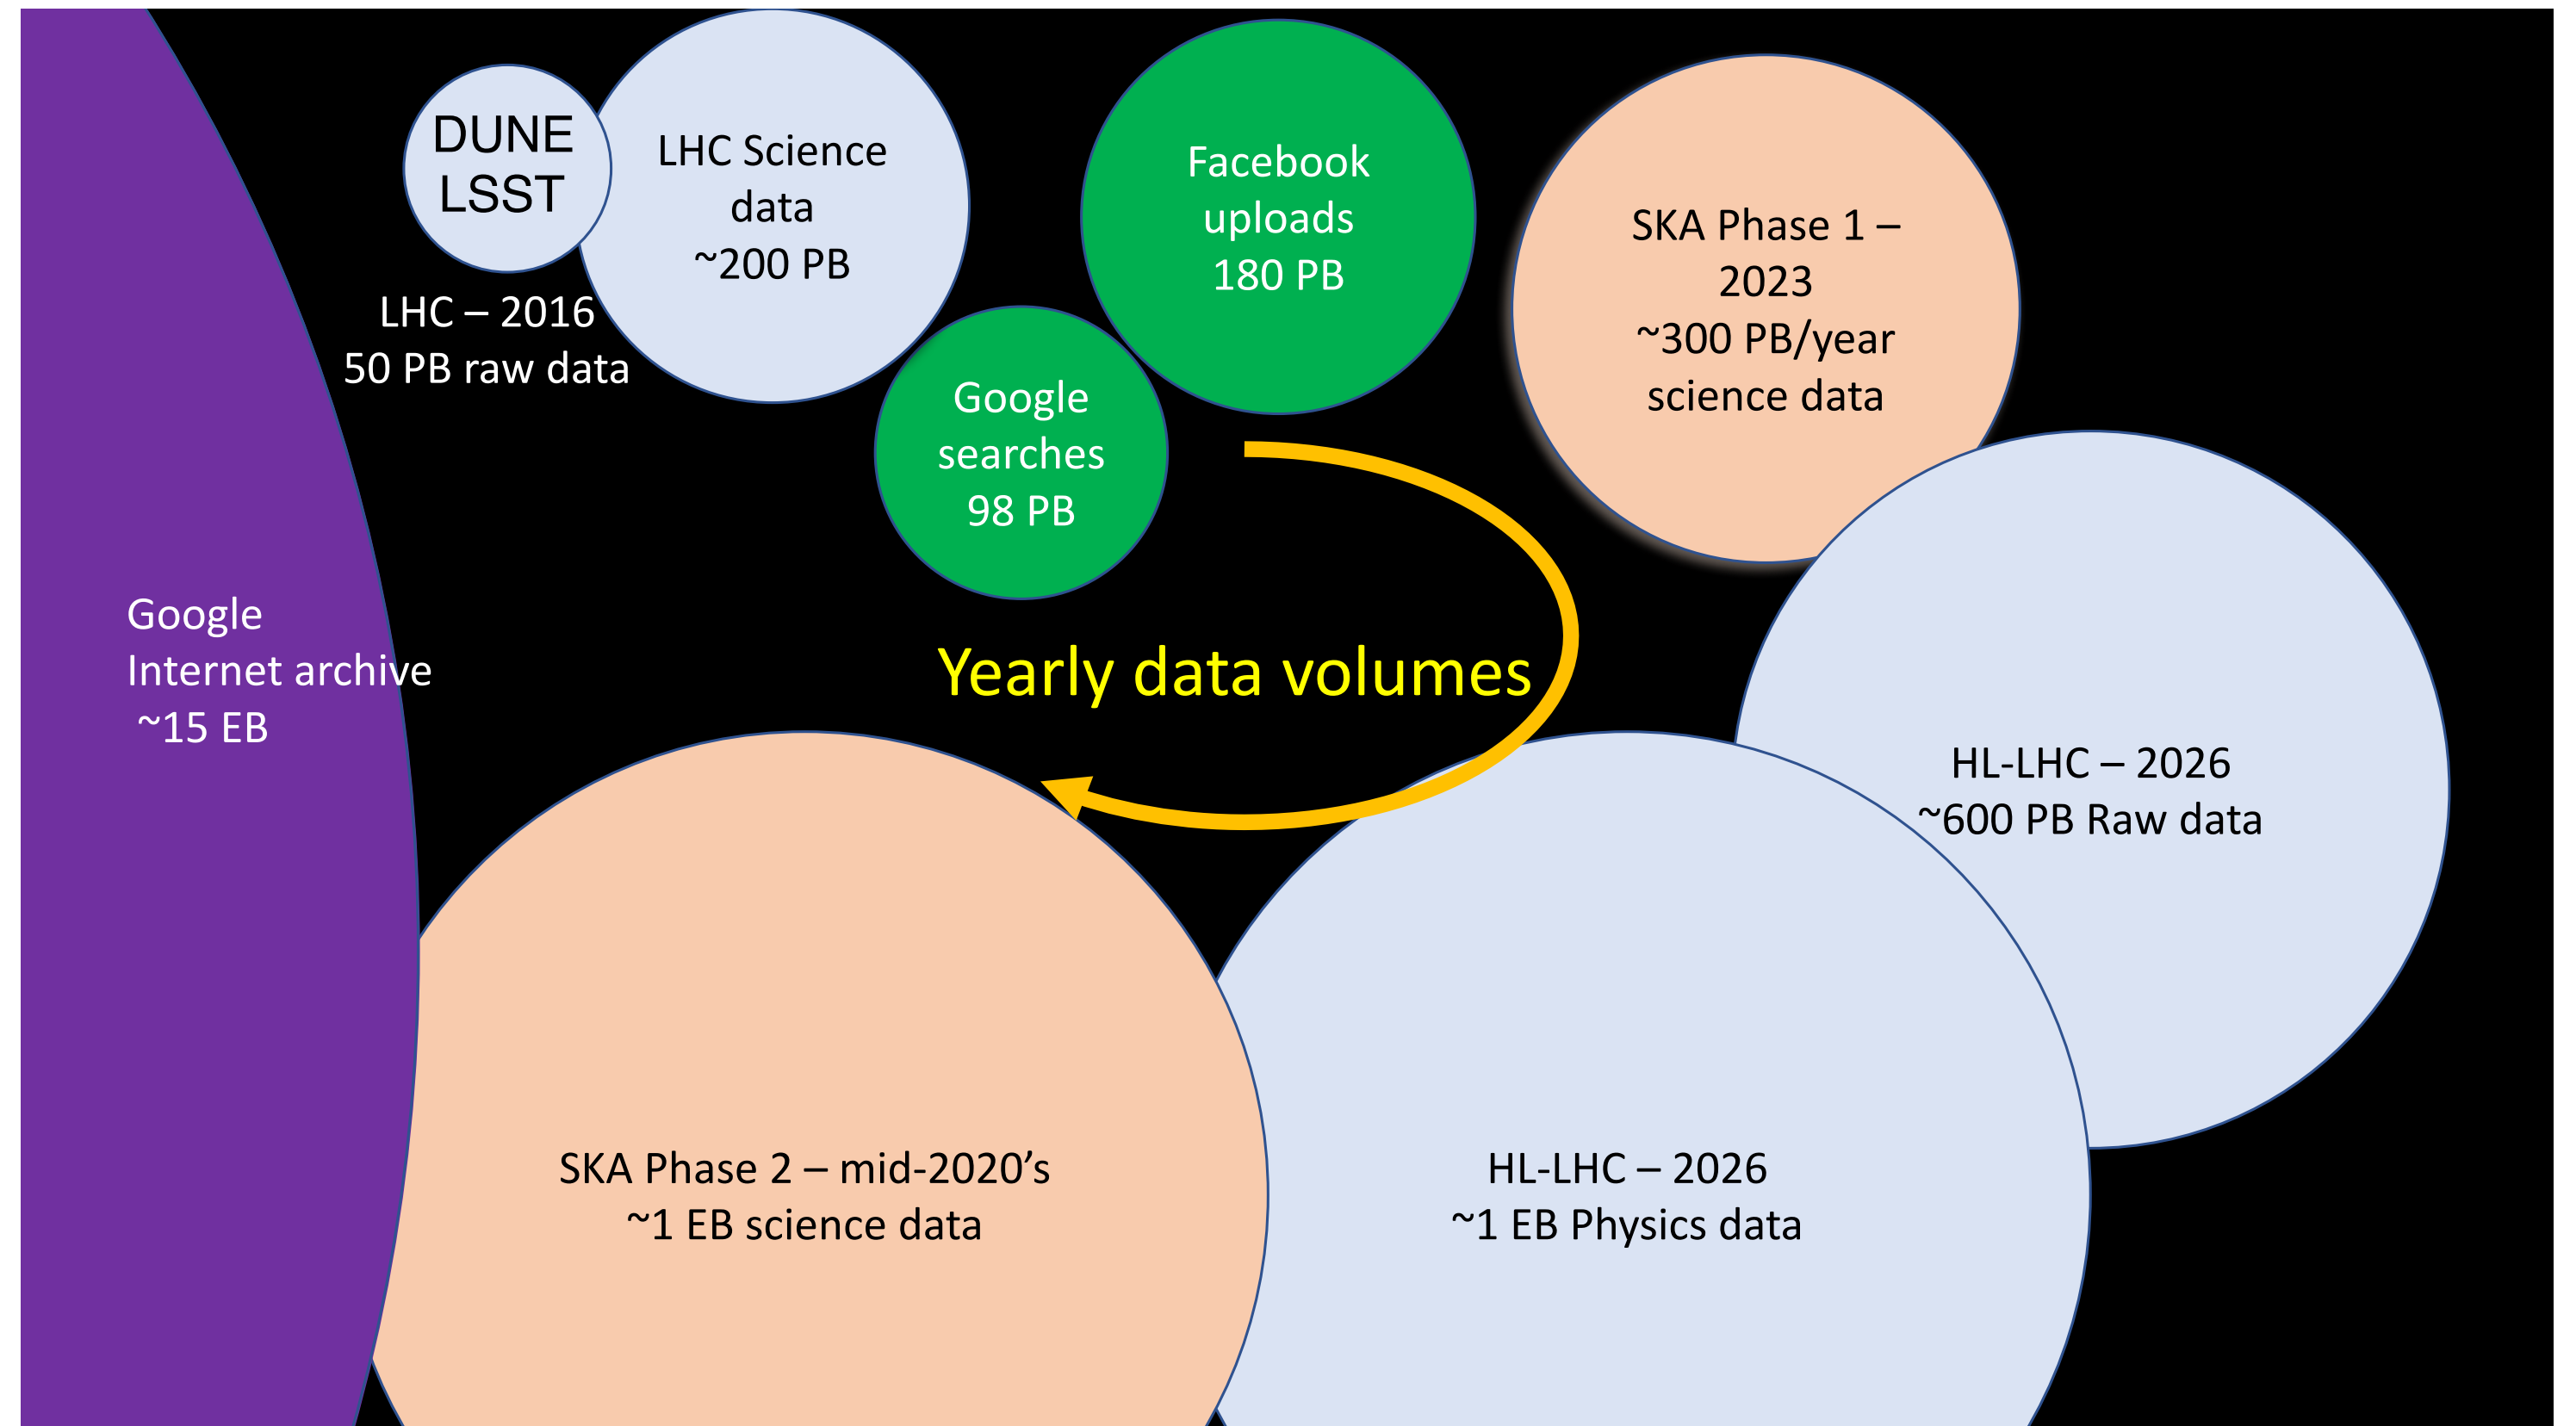 DUNE
LSST
LHC – 2016
50 PB raw data
LHC Science
data
~200 PB
Google
searches
98 PB
Facebook
uploads
180 PB
SKA Phase 1 –
2023
~300 PB/year
science data
Google
Internet archive
~15 EB
Yearly data volumes
HL-LHC – 2026
~600 PB Raw data
SKA Phase 2 – mid-2020’s
~1 EB science data
HL-LHC – 2026
~1 EB Physics data